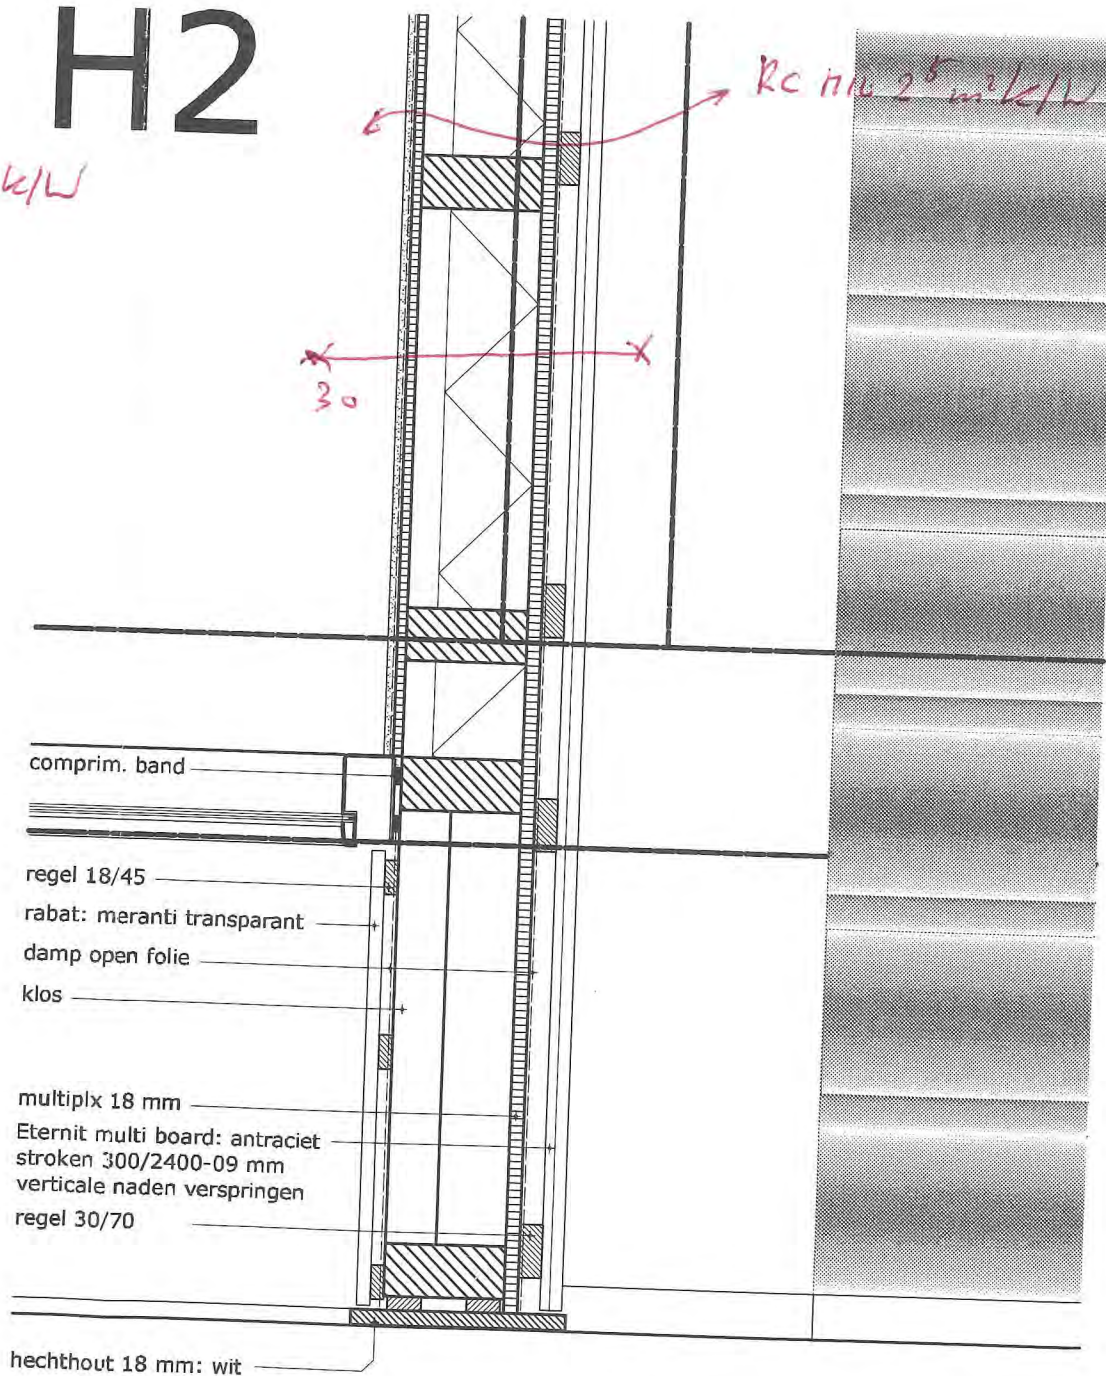 H2
RC MIN 2⁵ m²k/W
k/W
30
comprim. band
regel 18/45
rabat: meranti transparant
damp open folie
klos
multiplx 18 mm
Eternit multi board: antraciet
stroken 300/2400-09 mm
verticale naden verspringen
regel 30/70
hechthout 18 mm: wit